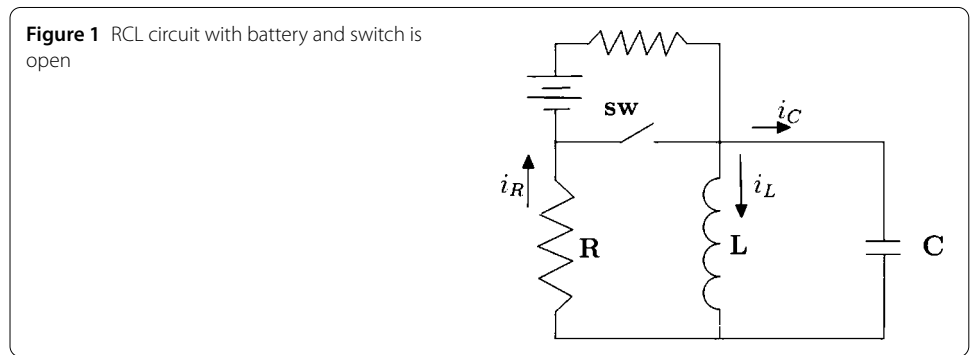 Figure 1 RCL circuit with battery and switch is
open
sw
i_C
i_R
i_L
R
L
C